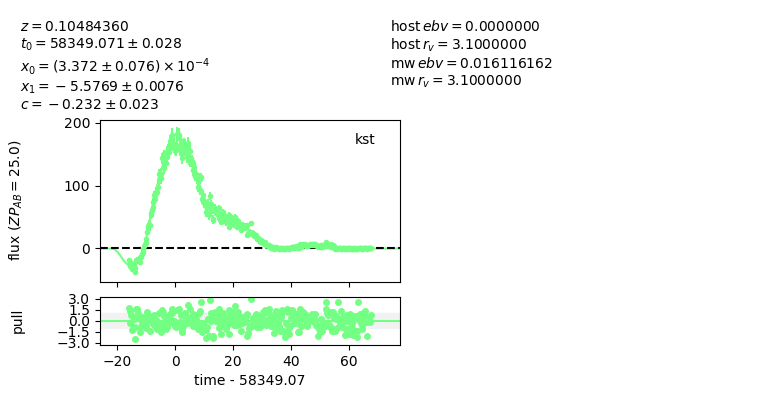 z = 0.10484360
t₀ = 58349.071 ± 0.028
x₀ = (3.372 ± 0.076) × 10⁻⁴
x₁ = −5.5769 ± 0.0076
c = −0.232 ± 0.023
host ebv = 0.0000000
host r_v = 3.1000000
mw ebv = 0.016116162
mw r_v = 3.1000000
kst
flux (ZP_AB = 25.0)
200
100
0
pull
3.0
1.5
0.0
−1.5
−3.0
−20 0 20 40 60
time - 58349.07